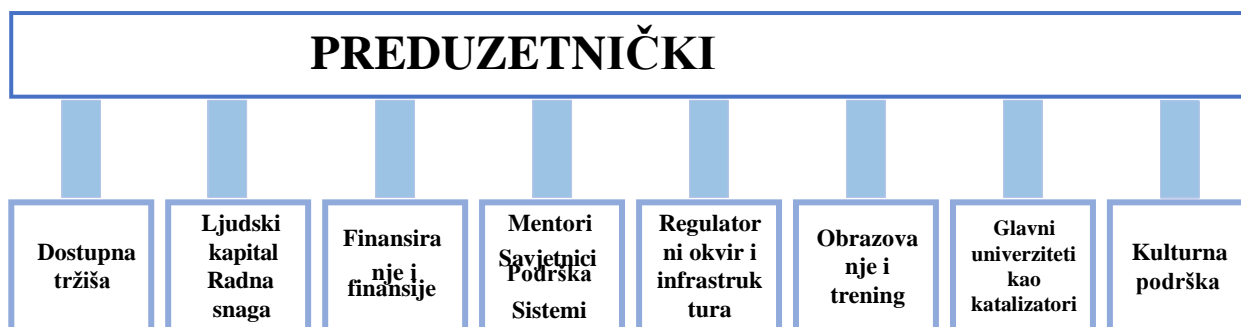 PREDUZETNIČKI
Dostupna
tržiša
Ljudski
kapital
Radna
snaga
Finansira
nje i
finansije
Mentori
Savjetnici
Podrška
Sistemi
Regulator
ni okvir i
infrastruk
tura
Obrazova
nje i
trening
Glavni
univerziteti
kao
katalizatori
Kulturna
podrška